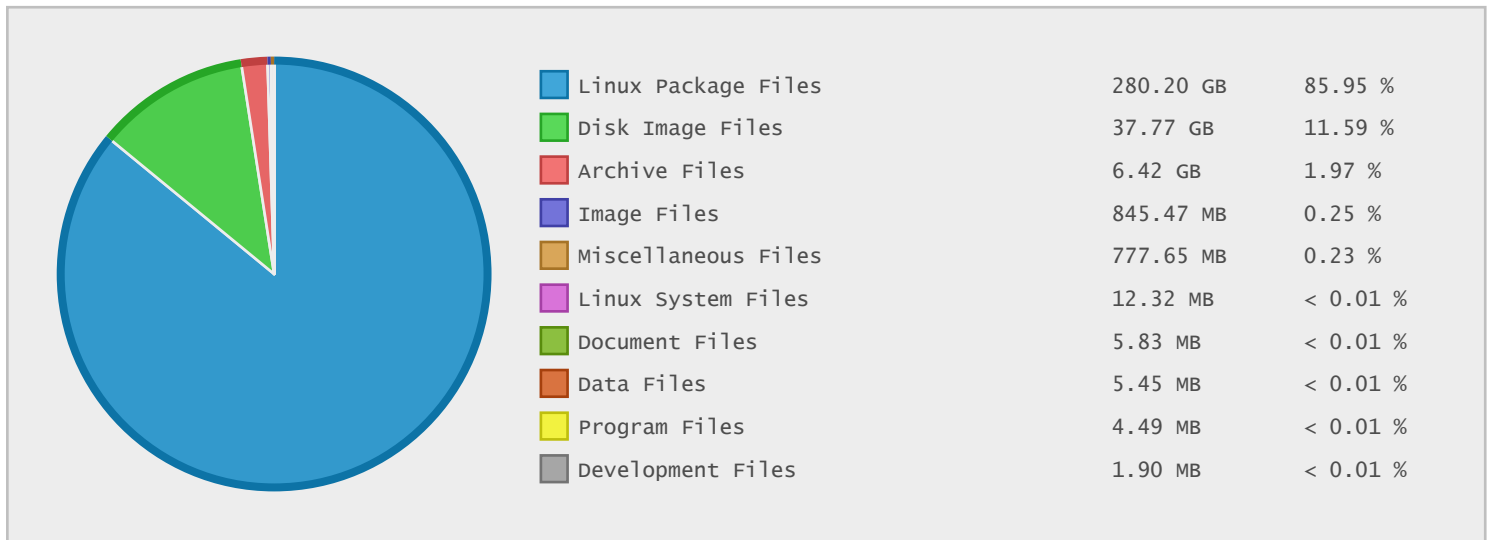 Linux Package Files 280.20 GB 85.95 %
Disk Image Files 37.77 GB 11.59 %
Archive Files 6.42 GB 1.97 %
Image Files 845.47 MB 0.25 %
Miscellaneous Files 777.65 MB 0.23 %
Linux System Files 12.32 MB < 0.01 %
Document Files 5.83 MB < 0.01 %
Data Files 5.45 MB < 0.01 %
Program Files 4.49 MB < 0.01 %
Development Files 1.90 MB < 0.01 %